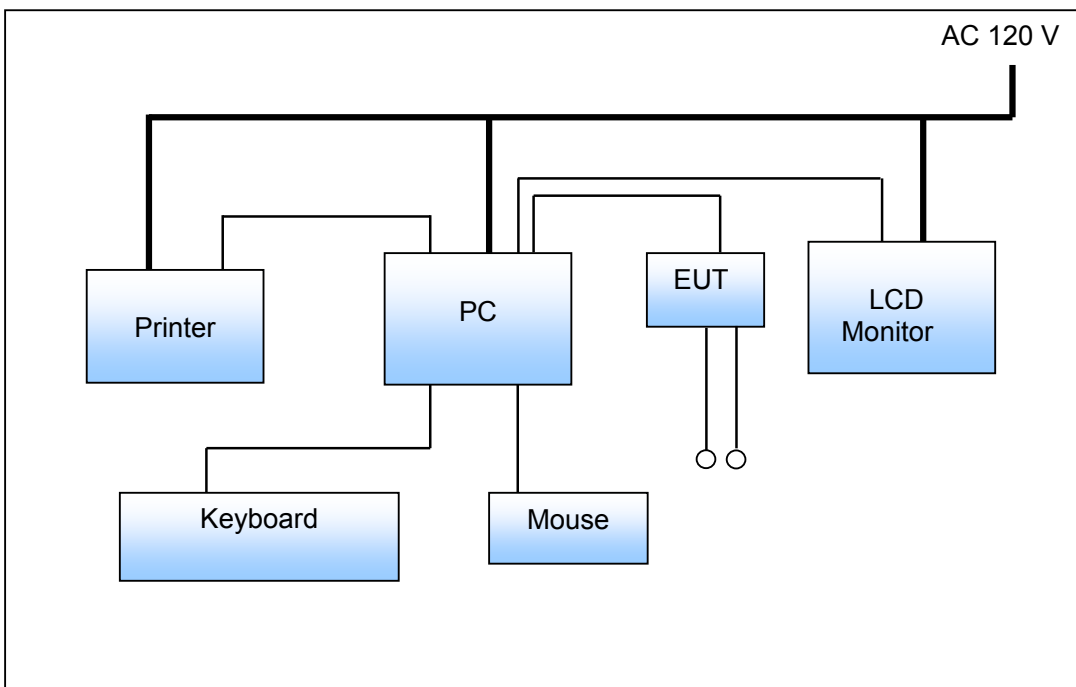 AC 120 V
Printer
PC
EUT
LCD
Monitor
Keyboard
Mouse